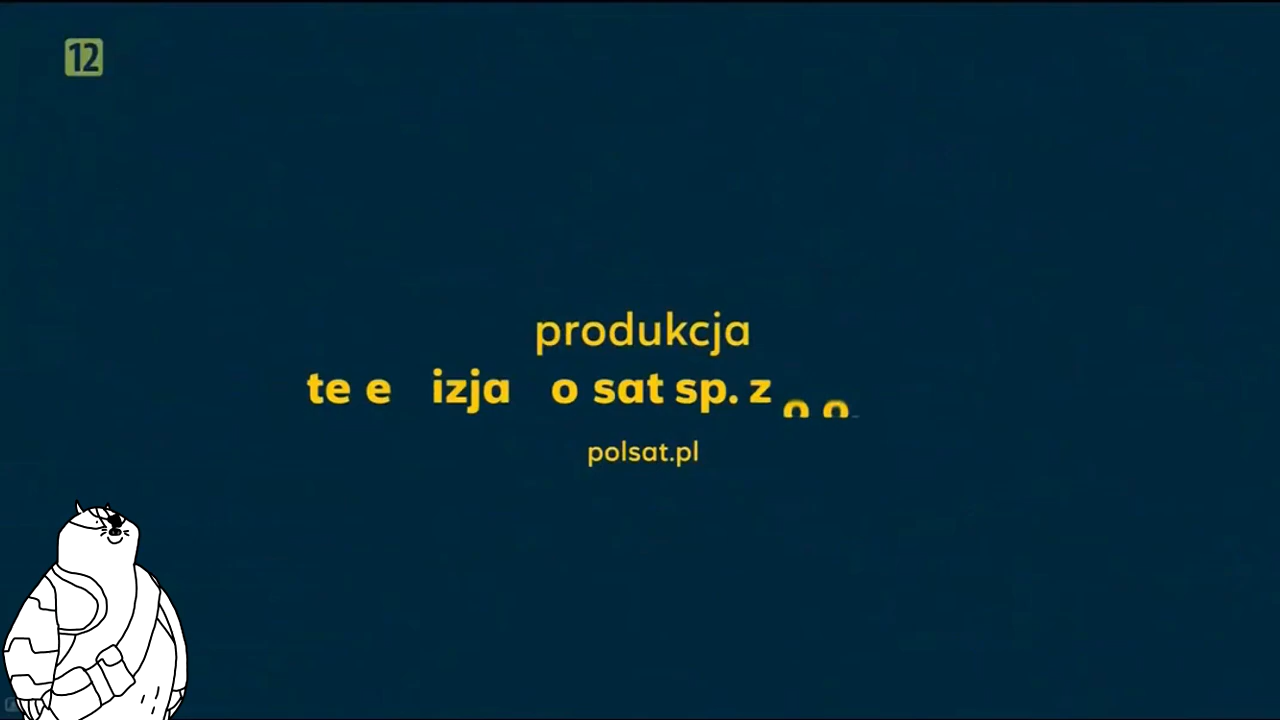 12
produkcja
te e izja o sat sp. z o o
polsat.pl